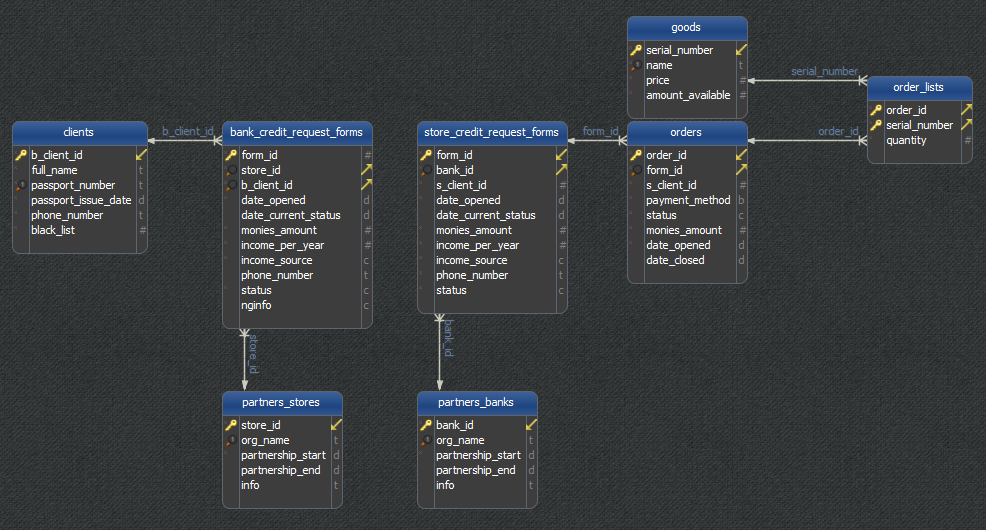 goods
serial_number
name t
price #
amount_available #
serial_number
order_lists
order_id
serial_number
quantity #
clients
b_client_id
full_name t
passport_number t
passport_issue_date d
phone_number t
black_list #
b_client_id
bank_credit_request_forms
form_id #
store_id
b_client_id
date_opened d
date_current_status d
monies_amount #
income_per_year #
income_source c
phone_number t
status c
nginfo c
store_credit_request_forms
form_id
bank_id
s_client_id #
date_opened d
date_current_status d
monies_amount #
income_per_year #
income_source c
phone_number t
status c
form_id
orders
order_id
form_id
s_client_id #
payment_method b
status c
monies_amount #
date_opened d
date_closed d
order_id
store_id
bank_id
partners_stores
store_id
org_name t
partnership_start d
partnership_end d
info t
partners_banks
bank_id
org_name t
partnership_start d
partnership_end d
info t